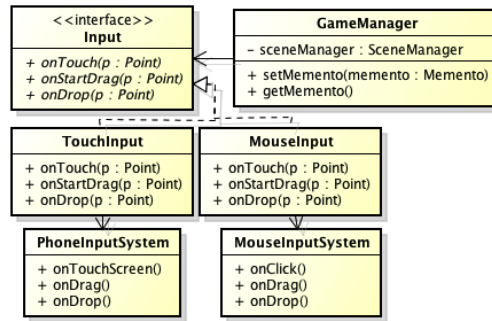 <<interface>>
Input
+ onTouch(p : Point)
+ onStartDrag(p : Point)
+ onDrop(p : Point)
GameManager
- sceneManager : SceneManager
+ setMemento(memento : Memento)
+ getMemento()
TouchInput
+ onTouch(p : Point)
+ onStartDrag(p : Point)
+ onDrop(p : Point)
MouseInput
+ onTouch(p : Point)
+ onStartDrag(p : Point)
+ onDrop(p : Point)
PhoneInputSystem
+ onTouchScreen()
+ onDrag()
+ onDrop()
MouseInputSystem
+ onClick()
+ onDrag()
+ onDrop()